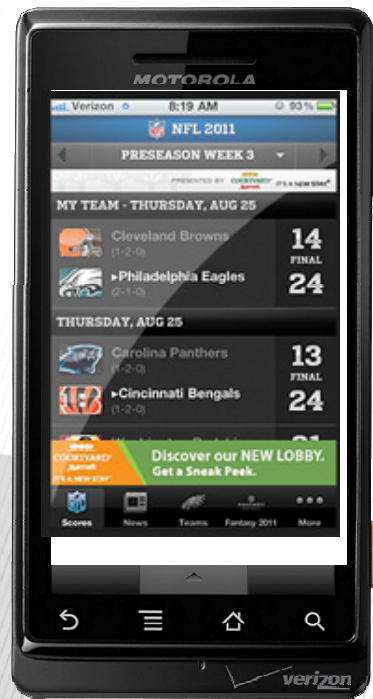 MOTOROLA
Verizon 8:19 AM 93%
NFL 2011
PRESEASON WEEK 3
PRESENTED BY COURTYARD Marriott IT'S A NEW STAY
MY TEAM - THURSDAY, AUG 25
Cleveland Browns 14
(1-2-0) FINAL
▸Philadelphia Eagles 24
(2-1-0)
THURSDAY, AUG 25
Carolina Panthers 13
(1-2-0) FINAL
▸Cincinnati Bengals 24
(1-2-0)
COURTYARD Marriott IT'S A NEW STAY
Discover our NEW LOBBY.
Get a Sneak Peek.
Scores News Teams Fantasy 2011 More
verizon